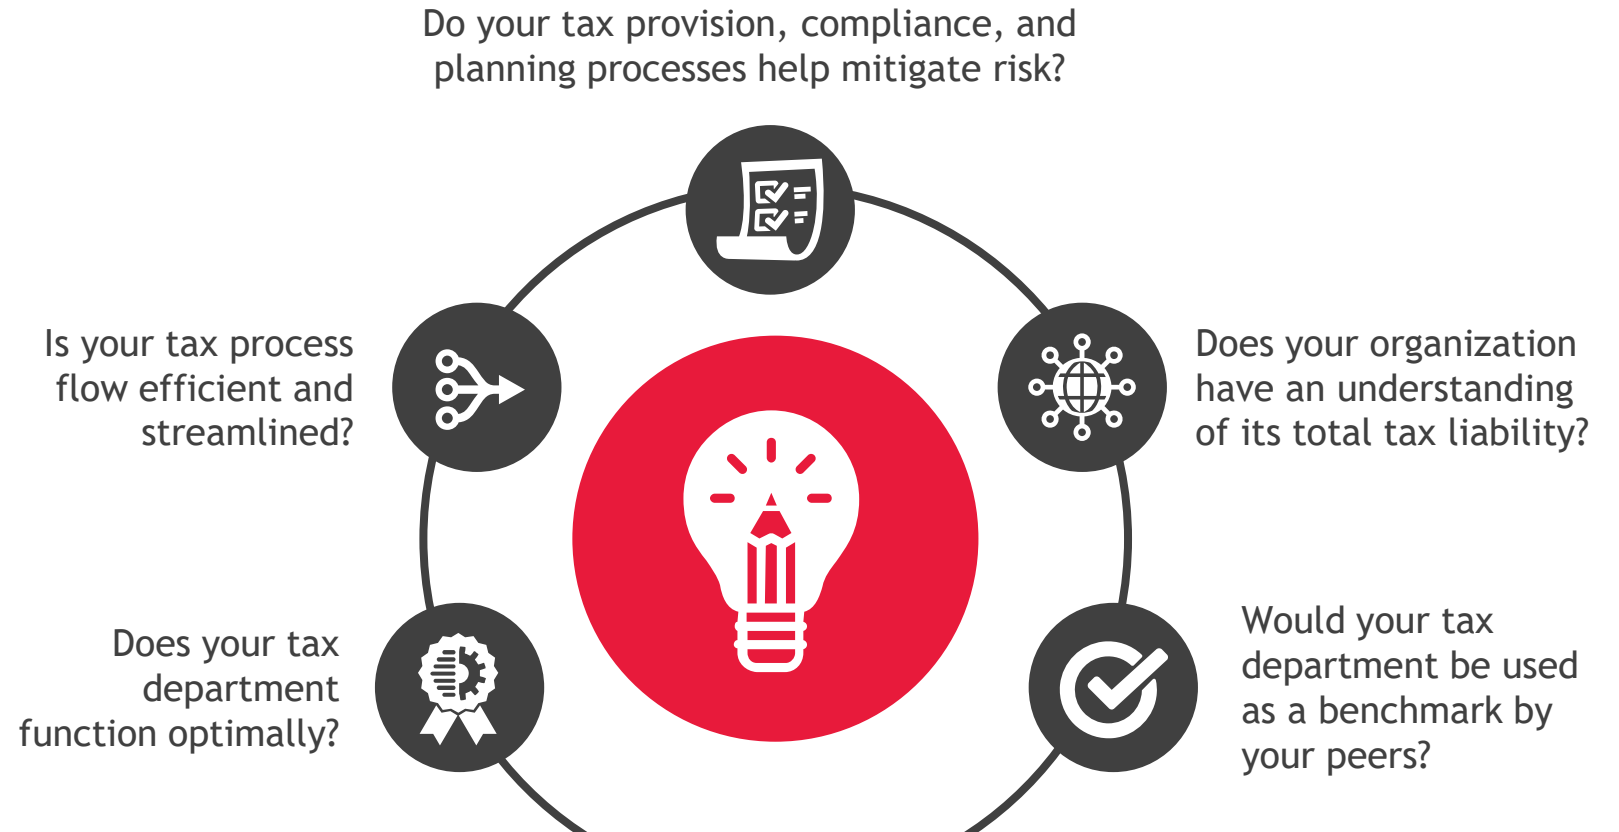 Do your tax provision, compliance, and
planning processes help mitigate risk?
Is your tax process
flow efficient and
streamlined?
Does your organization
have an understanding
of its total tax liability?
Does your tax
department
function optimally?
Would your tax
department be used
as a benchmark by
your peers?